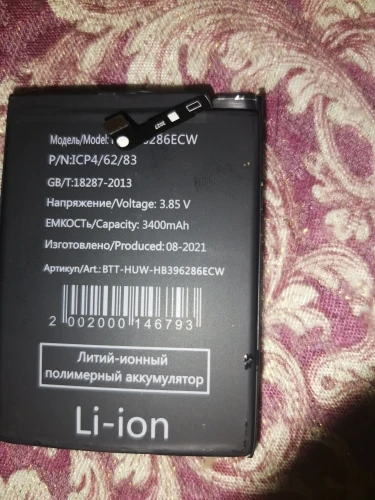 Модель/Model: 286ECW
P/N:ICP4/62/83
GB/T:18287-2013
Напряжение/Voltage: 3.85 V
ЕМКОСТЬ/Capacity: 3400mAh
Изготовлено/Produced: 08-2021
Артикул/Art.: BTT-HUW-HB396286ECW
2 002000 146793
Литий-ионный
полимерный аккумулятор
Li-ion